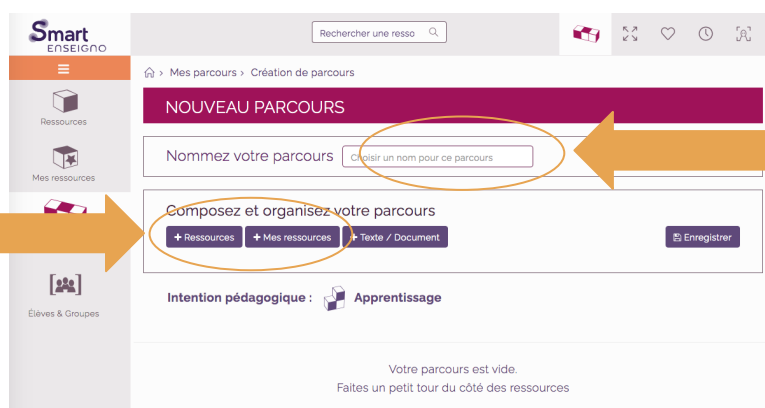 Smart
ENSEIGNO
Rechercher une resso
Mes parcours > Création de parcours
Ressources
NOUVEAU PARCOURS
Nommez votre parcours
Choisir un nom pour ce parcours
Mes ressources
Composez et organisez votre parcours
+ Ressources + Mes ressources + Texte / Document Enregistrer
Intention pédagogique : Apprentissage
Élèves & Groupes
Votre parcours est vide.
Faites un petit tour du côté des ressources